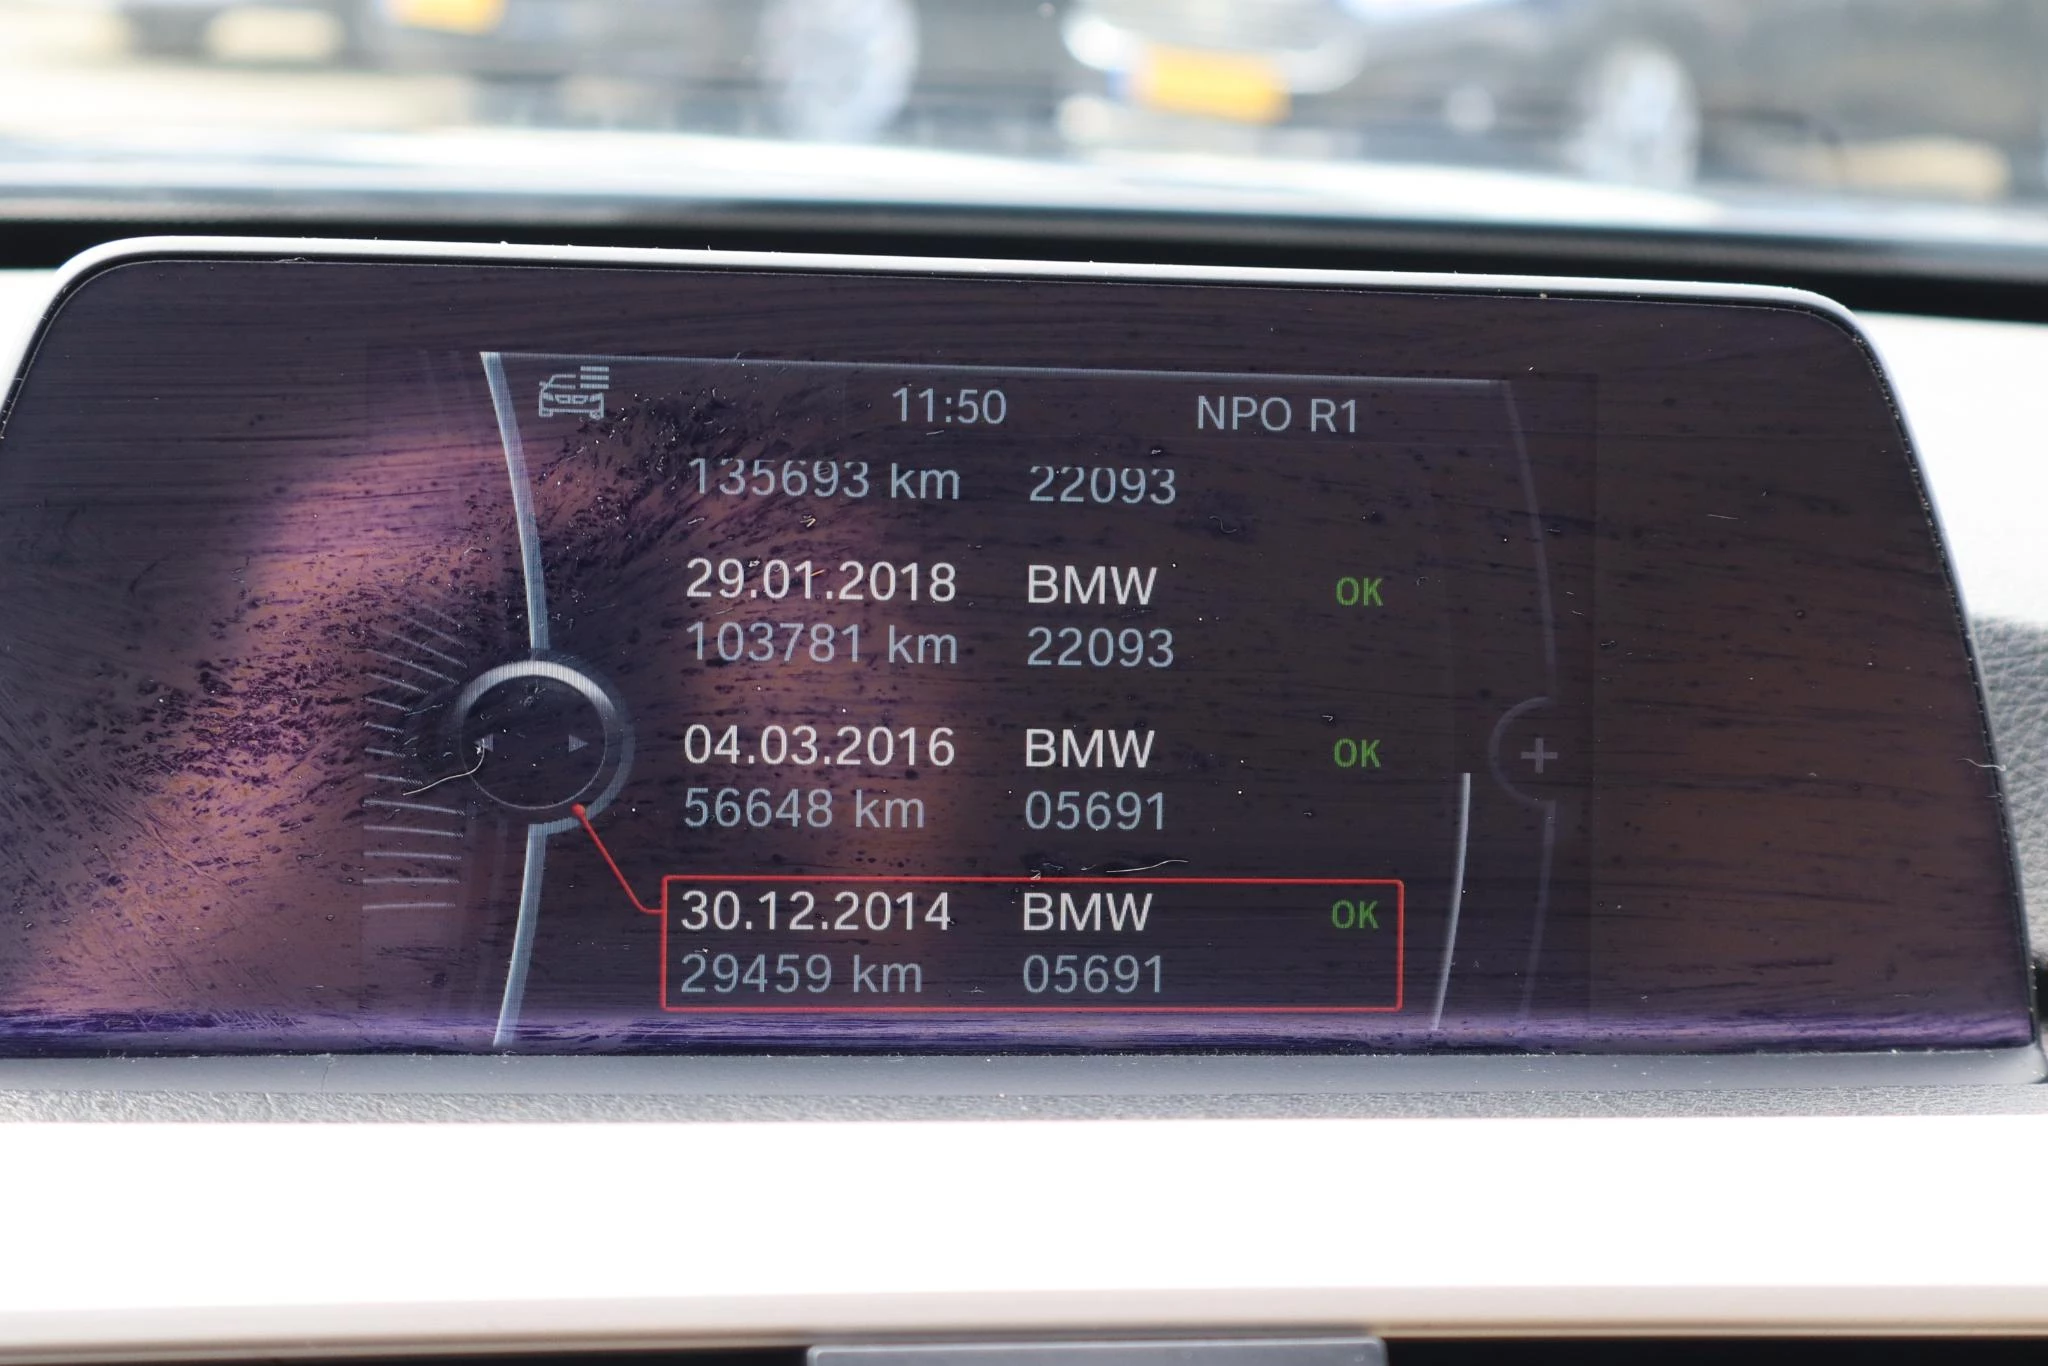 11:50 NPO R1
135693 km 22093
29.01.2018 BMW OK
103781 km 22093
04.03.2016 BMW OK
56648 km 05691
30.12.2014 BMW OK
29459 km 05691